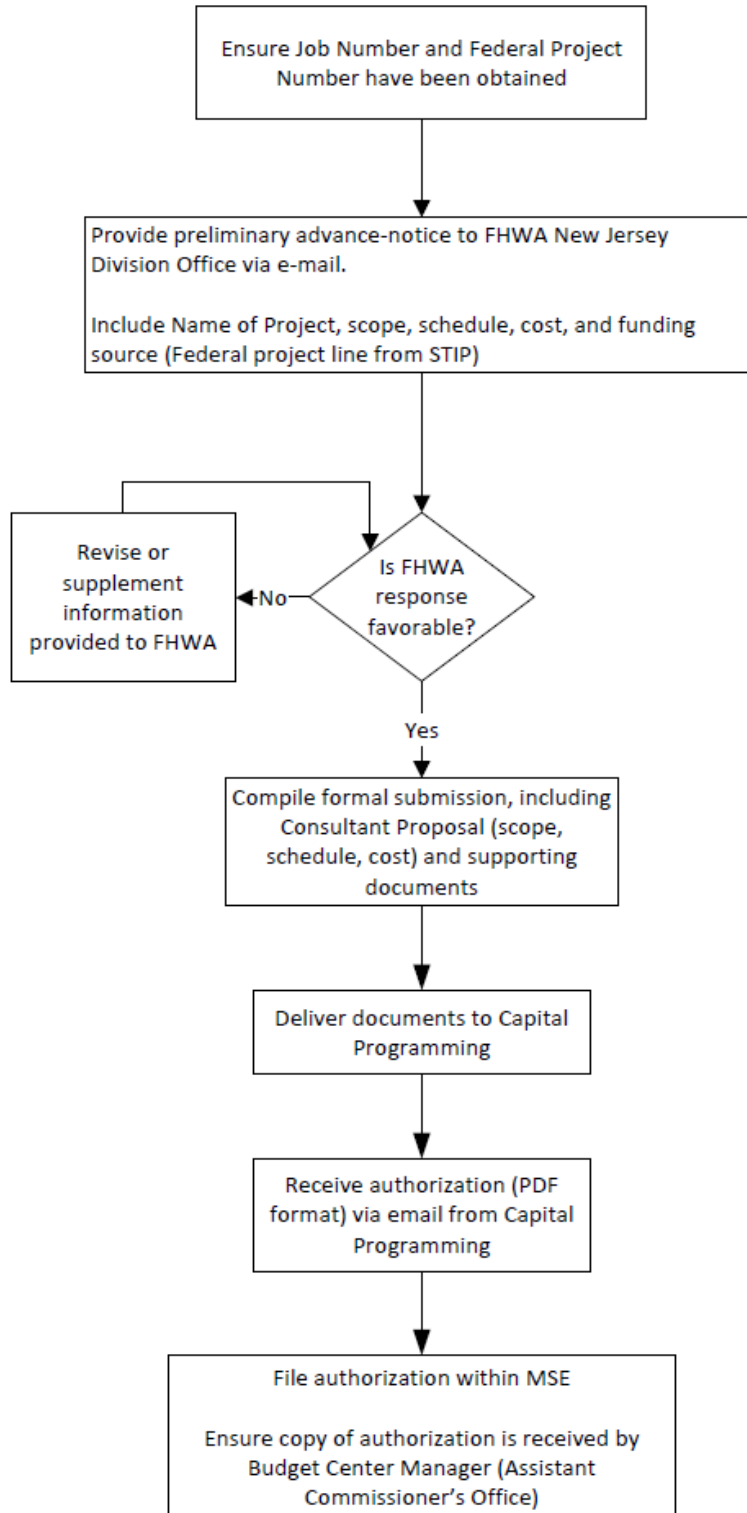 Ensure Job Number and Federal Project
Number have been obtained
Provide preliminary advance-notice to FHWA New Jersey
Division Office via e-mail.
Include Name of Project, scope, schedule, cost, and funding
source (Federal project line from STIP)
Revise or
supplement
information
provided to FHWA
No
Is FHWA
response
favorable?
Yes
Compile formal submission, including
Consultant Proposal (scope,
schedule, cost) and supporting
documents
Deliver documents to Capital
Programming
Receive authorization (PDF
format) via email from Capital
Programming
File authorization within MSE
Ensure copy of authorization is received by
Budget Center Manager (Assistant
Commissioner's Office)